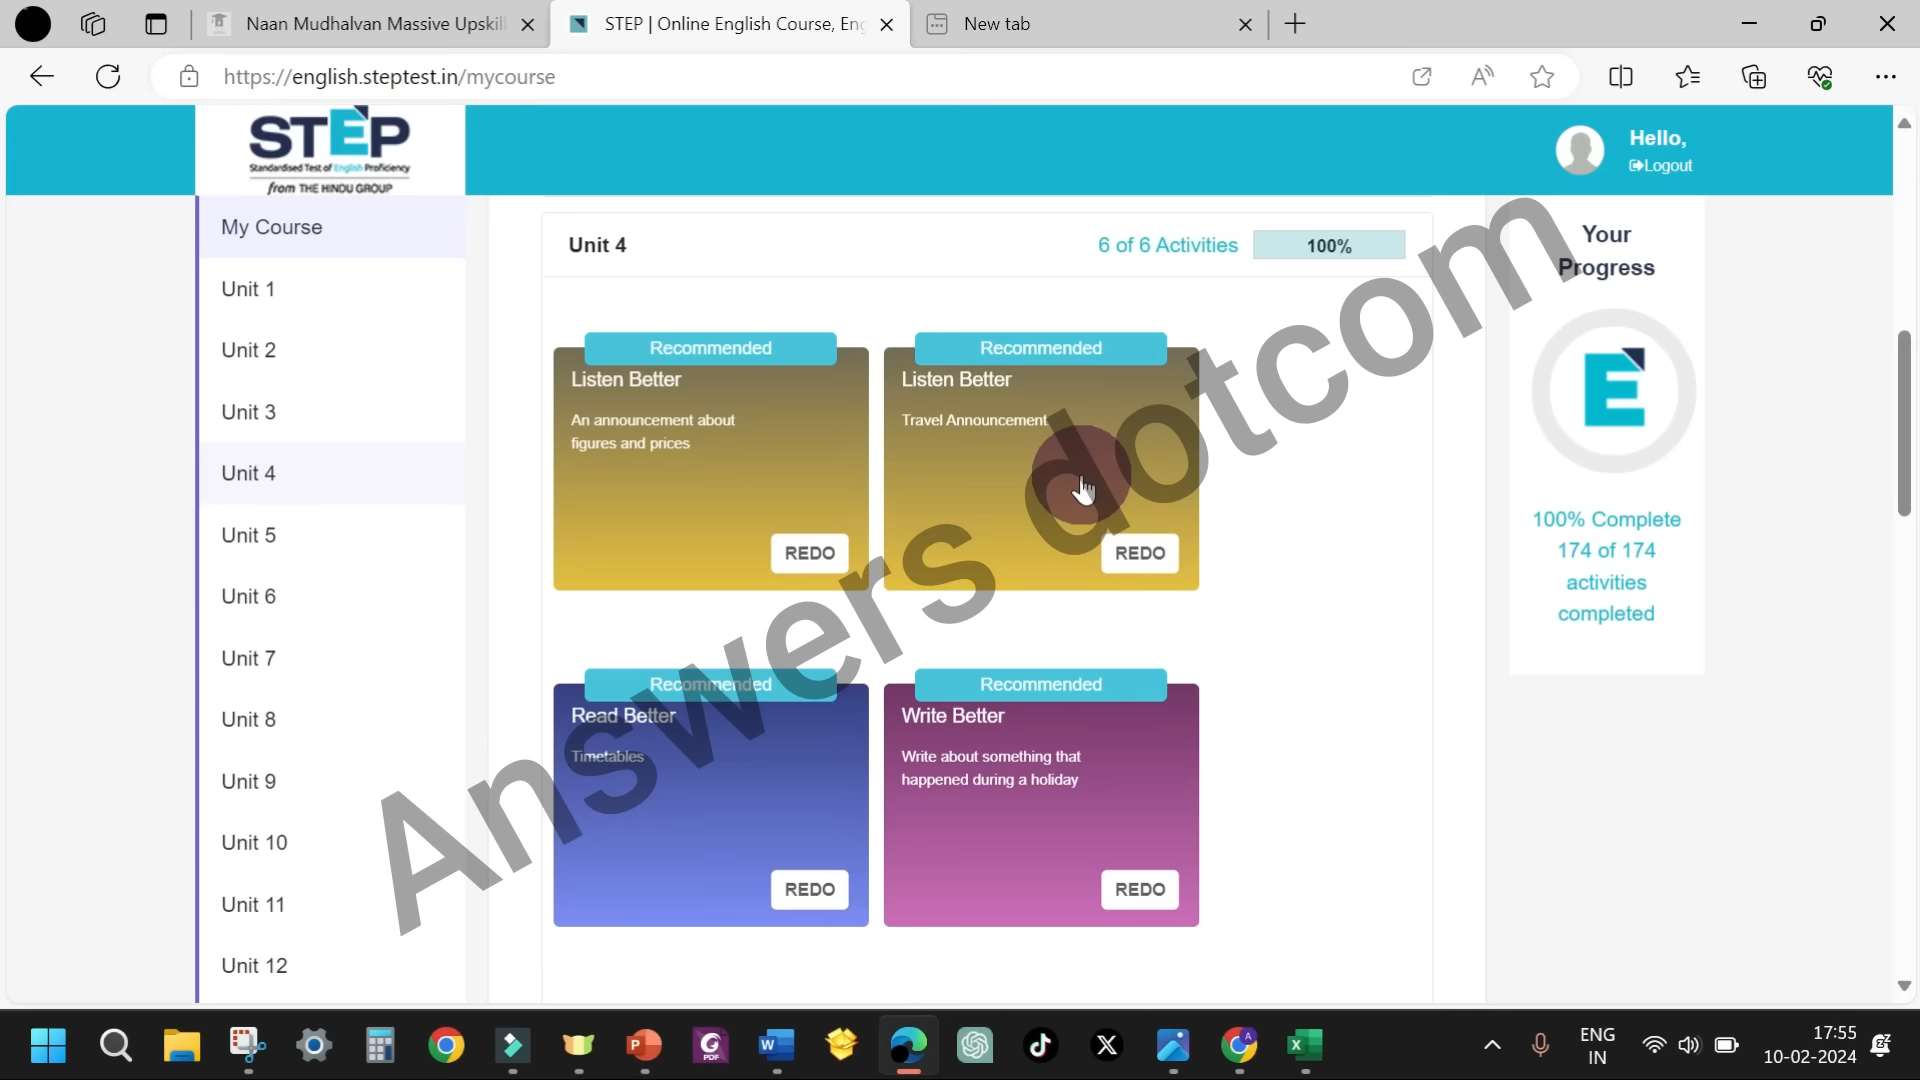 Naan Mudhalvan Massive Upskill
STEP | Online English Course, Eng
New tab
https://english.steptest.in/mycourse
STEP
Standardised Test of English Proficiency
from THE HINDU GROUP
Hello,
Logout
My Course
Unit 1
Unit 2
Unit 3
Unit 4
Unit 5
Unit 6
Unit 7
Unit 8
Unit 9
Unit 10
Unit 11
Unit 12
Unit 4
6 of 6 Activities
100%
Recommended
Listen Better
An announcement about
figures and prices
REDO
Recommended
Listen Better
Travel Announcement
REDO
Recommended
Read Better
Timetables
REDO
Recommended
Write Better
Write about something that
happened during a holiday
REDO
Your
Progress
E
100% Complete
174 of 174
activities
completed
Answers dotcom
ENG
IN
17:55
10-02-2024